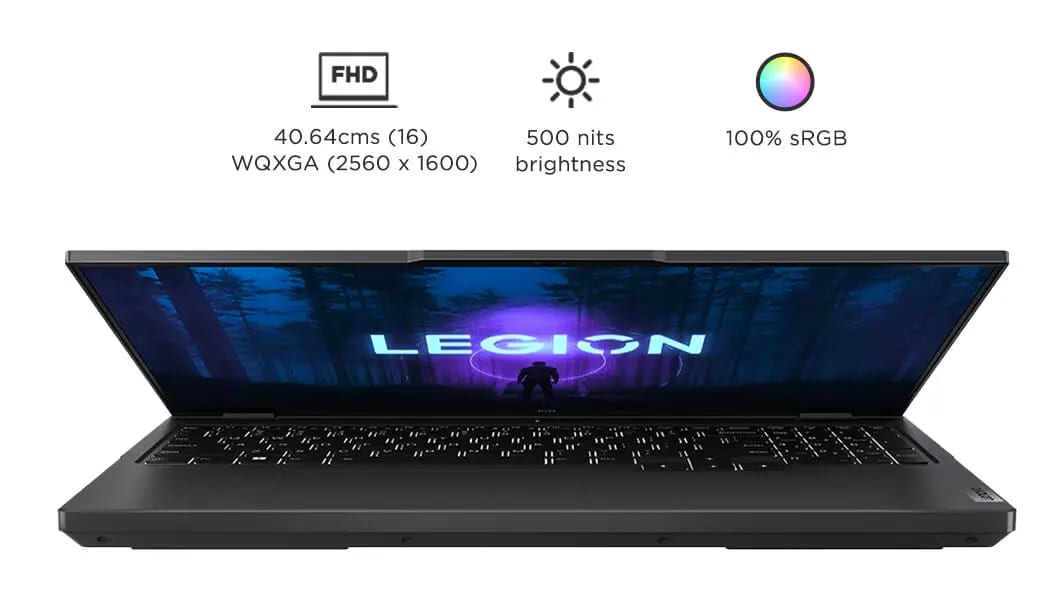 FHD
40.64cms (16)
WQXGA (2560 x 1600)
500 nits
brightness
100% sRGB
LEGION